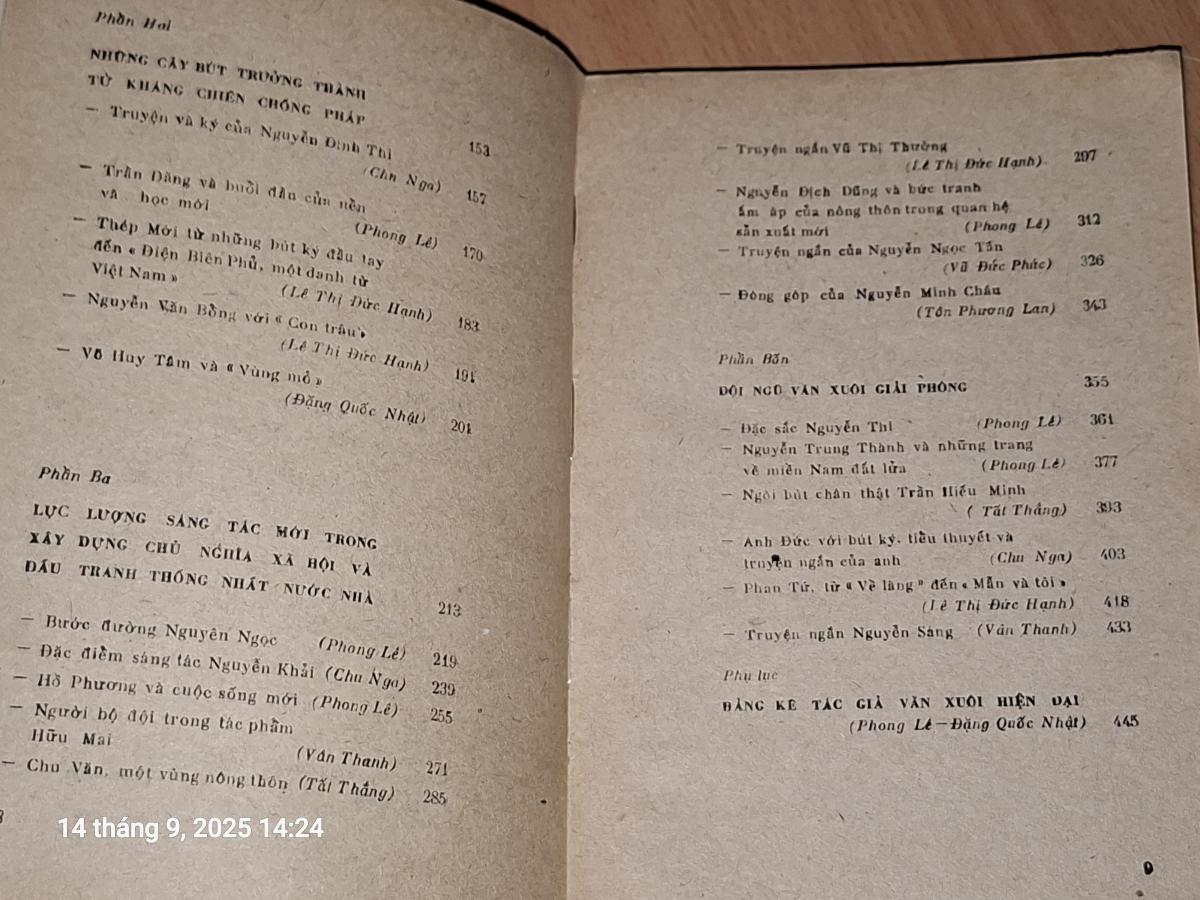 Phần Hai
NHỮNG CÂY BÚT TRƯỞNG THÀNH
TỪ KHÁNG CHIẾN CHỐNG PHÁP 153
— Truyện và ký của Nguyễn Đình Thi
(Chu Nga) 157
— Trần Đăng và buổi đầu của nền
vă học mới (Phong Lê) 170
— Thép Mới từ những bút ký đầu tay
đến « Điện Biên Phủ, một danh từ
Việt Nam » (Lê Thị Đức Hạnh) 183
— Nguyễn Văn Bổng với « Con trâu »
(Lê Thị Đức Hạnh) 191
— Võ Huy Tâm và « Vùng mỏ »
(Đặng Quốc Nhật) 201
Phần Ba
LỰC LƯỢNG SÁNG TÁC MỚI TRONG
XÂY DỰNG CHỦ NGHĨA XÃ HỘI VÀ
ĐẤU TRANH THỐNG NHẤT NƯỚC NHÀ 213
— Bước đường Nguyên Ngọc (Phong Lê) 219
— Đặc điểm sáng tác Nguyễn Khải (Chu Nga) 239
— Hồ Phương và cuộc sống mới (Phong Lê) 255
— Người bộ đội trong tác phẩm
Hữu Mai (Vân Thanh) 271
— Chu Văn, một vùng nông thôn (Tất Thắng) 285
8
14 tháng 9, 2025 14:24
— Truyện ngắn Vũ Thị Thường
(Lê Thị Đức Hạnh) 297
— Nguyễn Địch Dũng và bức tranh
ấm áp của nông thôn trong quan hệ
sản xuất mới (Phong Lê) 312
— Truyện ngắn của Nguyễn Ngọc Tấn
(Vũ Đức Phúc) 326
— Đóng góp của Nguyễn Minh Châu
(Tôn Phương Lan) 343
Phần Bốn
ĐỘI NGŨ VĂN XUÔI GIẢI PHÓNG 355
— Đặc sắc Nguyễn Thi (Phong Lê) 361
— Nguyễn Trung Thành và những trang
về miền Nam đất lửa (Phong Lê) 377
— Ngòi bút chân thật Trần Hiếu Minh
( Tất Thắng) 393
— Anh Đức với bút ký, tiểu thuyết và
truyện ngắn của anh (Chu Nga) 403
— Phan Tứ, từ « Về làng » đến « Mẫn và tôi »
(Lê Thị Đức Hạnh) 418
— Truyện ngắn Nguyễn Sáng (Vân Thanh) 433
Phụ lục
BẢNG KÊ TÁC GIẢ VĂN XUÔI HIỆN ĐẠI
(Phong Lê — Đặng Quốc Nhật) 445
9